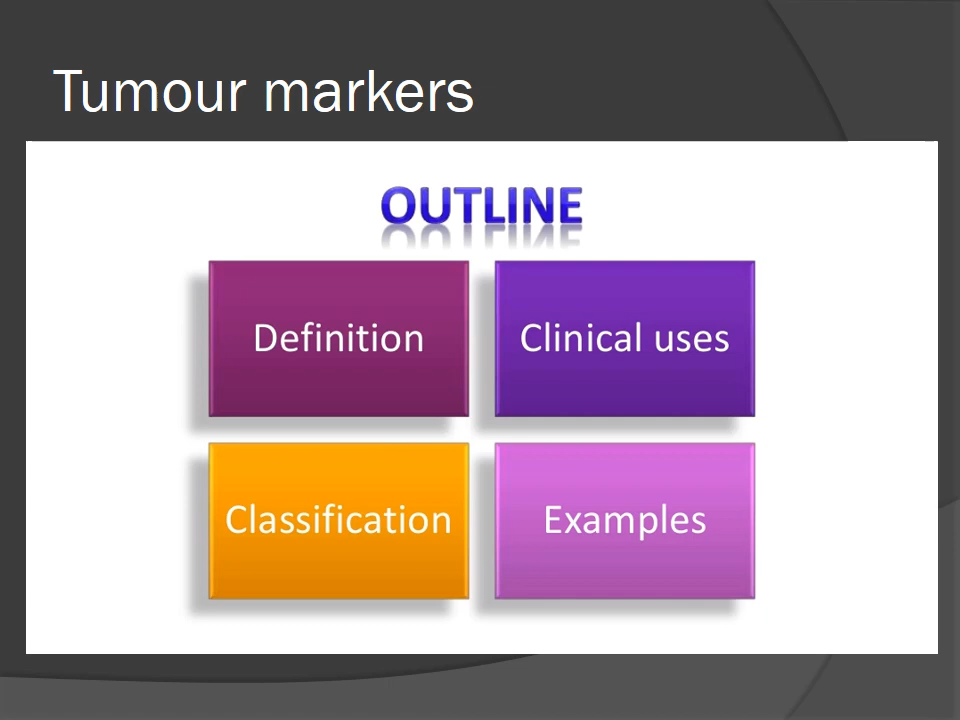 Tumour markers
OUTLINE
Definition
Clinical uses
Classification
Examples